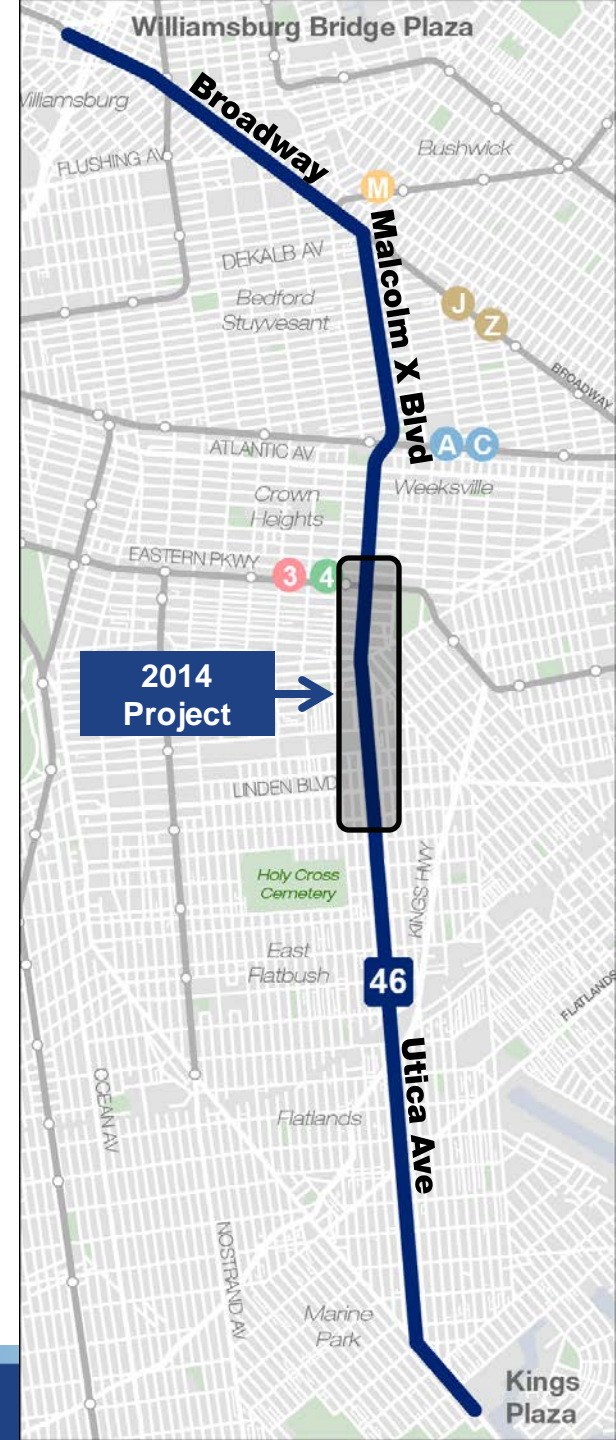 Williamsburg Bridge Plaza
Williamsburg
Broadway
FLUSHING AV
Bushwick
M
Malcolm X Blvd
DEKALB AV
Bedford
Stuyvesant
J
Z
BROADWAY
ATLANTIC AV
A C
Weeksville
Crown
Heights
EASTERN PKWY
3 4
2014
Project
LINDEN BLVD
KINGS HWY
Holy Cross
Cemetery
East
Flatbush
46
FLATLANDS
Utica Ave
OCEAN AV
Flatlands
NOSTRAND AV
Marine
Park
Kings
Plaza